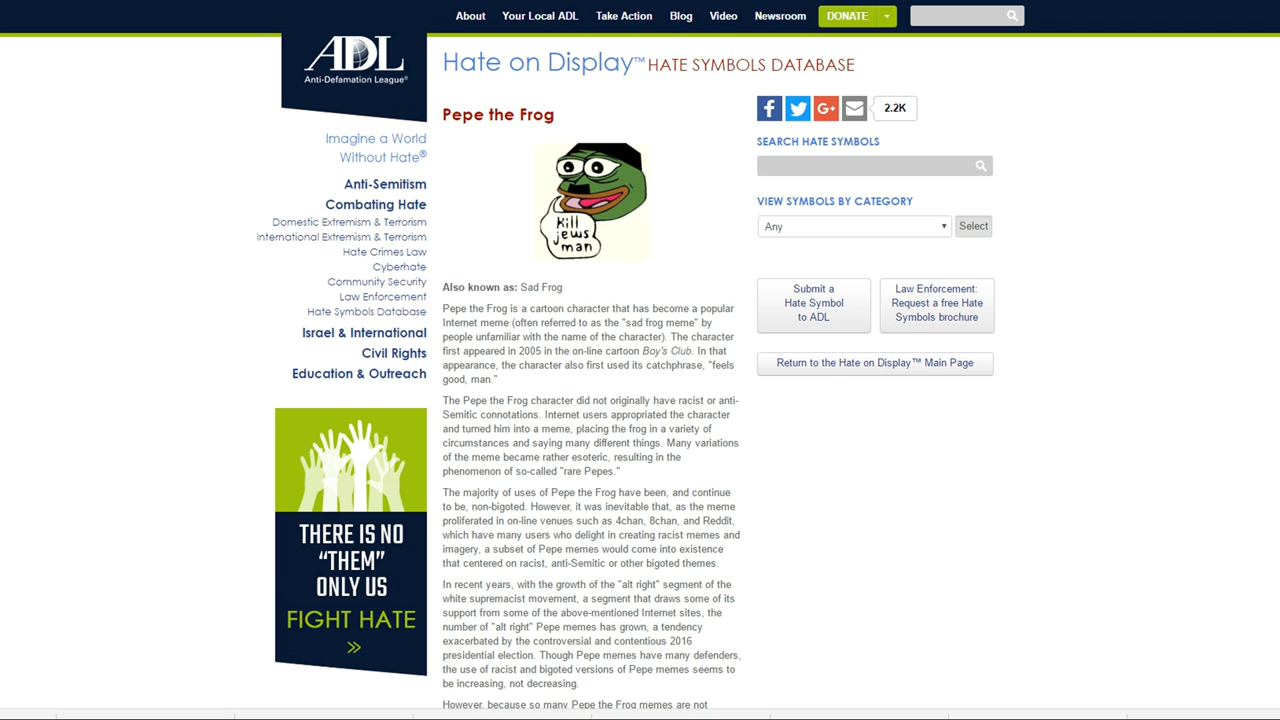 About Your Local ADL Take Action Blog Video Newsroom DONATE
ADL
Anti-Defamation League®
Hate on Display™ HATE SYMBOLS DATABASE
Imagine a World
Without Hate®
Anti-Semitism
Combating Hate
Domestic Extremism & Terrorism
International Extremism & Terrorism
Hate Crimes Law
Cyberhate
Community Security
Law Enforcement
Hate Symbols Database
Israel & International
Civil Rights
Education & Outreach
THERE IS NO
“THEM”
ONLY US
FIGHT HATE
»
Pepe the Frog
Kill
jews
man
Also known as: Sad Frog
Pepe the Frog is a cartoon character that has become a popular
Internet meme (often referred to as the "sad frog meme" by
people unfamiliar with the name of the character). The character
first appeared in 2005 in the on-line cartoon Boy's Club. In that
appearance, the character also first used its catchphrase, "feels
good, man."
The Pepe the Frog character did not originally have racist or anti-
Semitic connotations. Internet users appropriated the character
and turned him into a meme, placing the frog in a variety of
circumstances and saying many different things. Many variations
of the meme became rather esoteric, resulting in the
phenomenon of so-called "rare Pepes."
The majority of uses of Pepe the Frog have been, and continue
to be, non-bigoted. However, it was inevitable that, as the meme
proliferated in on-line venues such as 4chan, 8chan, and Reddit,
which have many users who delight in creating racist memes and
imagery, a subset of Pepe memes would come into existence
that centered on racist, anti-Semitic or other bigoted themes.
In recent years, with the growth of the "alt right" segment of the
white supremacist movement, a segment that draws some of its
support from some of the above-mentioned Internet sites, the
number of "alt right" Pepe memes has grown, a tendency
exacerbated by the controversial and contentious 2016
presidential election. Though Pepe memes have many defenders,
the use of racist and bigoted versions of Pepe memes seems to
be increasing, not decreasing.
However, because so many Pepe the Frog memes are not
f G+ 2.2K
SEARCH HATE SYMBOLS
VIEW SYMBOLS BY CATEGORY
Any Select
Submit a
Hate Symbol
to ADL
Law Enforcement:
Request a free Hate
Symbols brochure
Return to the Hate on Display™ Main Page